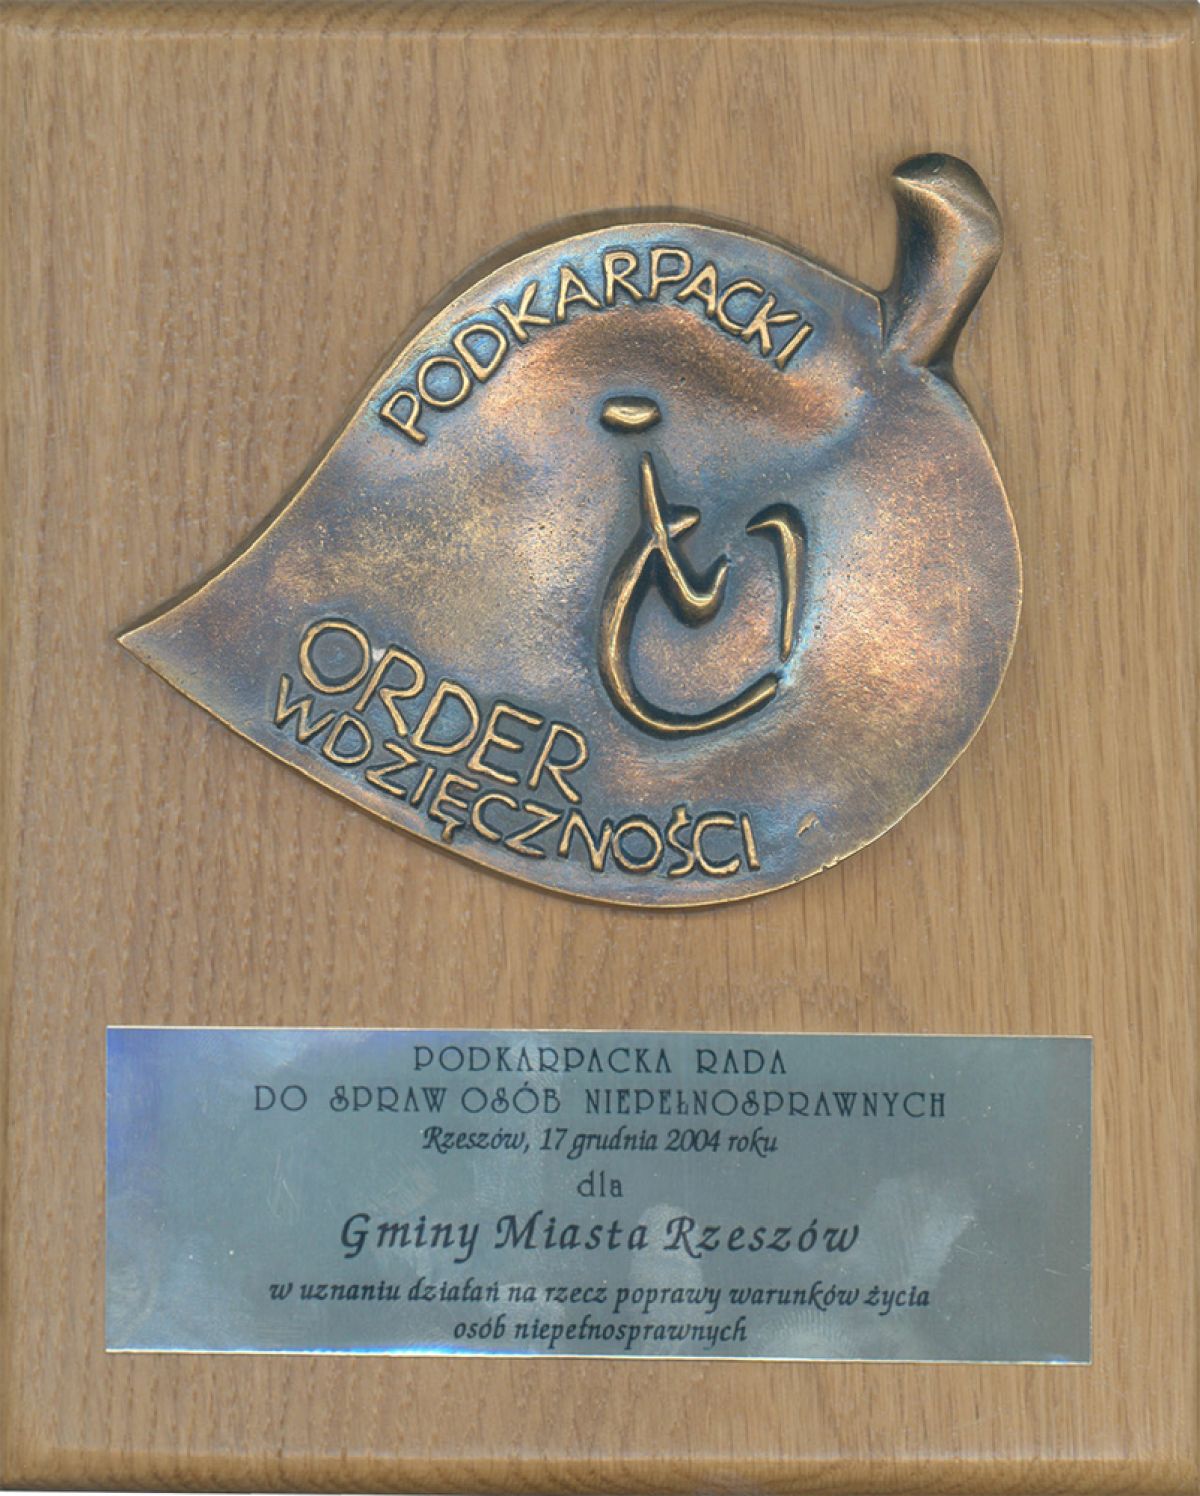 PODKARPACKI
ORDER
WDZIĘCZNOŚCI
PODKARPACKA RADA
DO SPRAW OSÓB NIEPEŁNOSPRAWNYCH
Rzeszów, 17 grudnia 2004 roku
dla
Gminy Miasta Rzeszów
w uznaniu działań na rzecz poprawy warunków życia
osób niepełnosprawnych